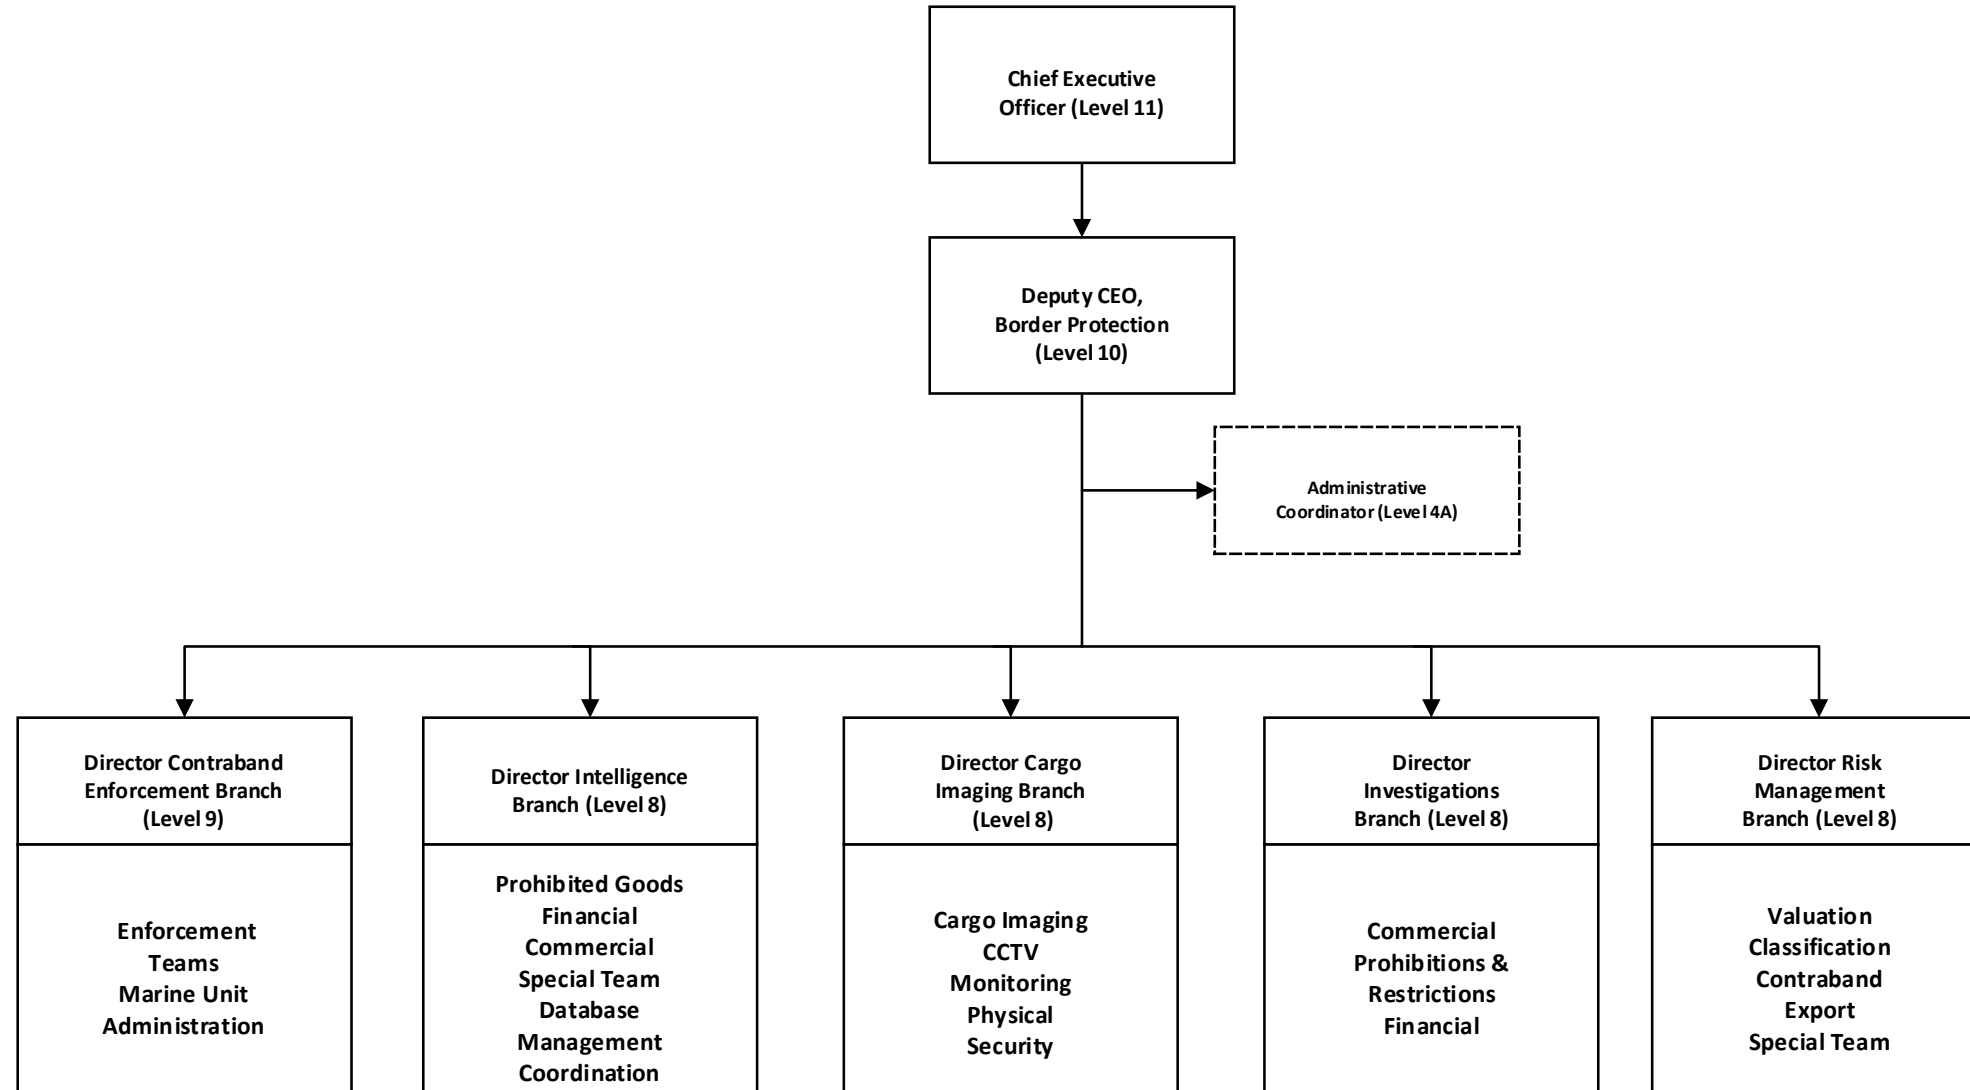 Chief Executive
Officer (Level 11)
Deputy CEO,
Border Protection
(Level 10)
Administrative
Coordinator (Level 4A)
Director Contraband
Enforcement Branch
(Level 9)
Enforcement
Teams
Marine Unit
Administration
Director Intelligence
Branch (Level 8)
Prohibited Goods
Financial
Commercial
Special Team
Database
Management
Coordination
Director Cargo
Imaging Branch
(Level 8)
Cargo Imaging
CCTV
Monitoring
Physical
Security
Director
Investigations
Branch (Level 8)
Commercial
Prohibitions &
Restrictions
Financial
Director Risk
Management
Branch (Level 8)
Valuation
Classification
Contraband
Export
Special Team